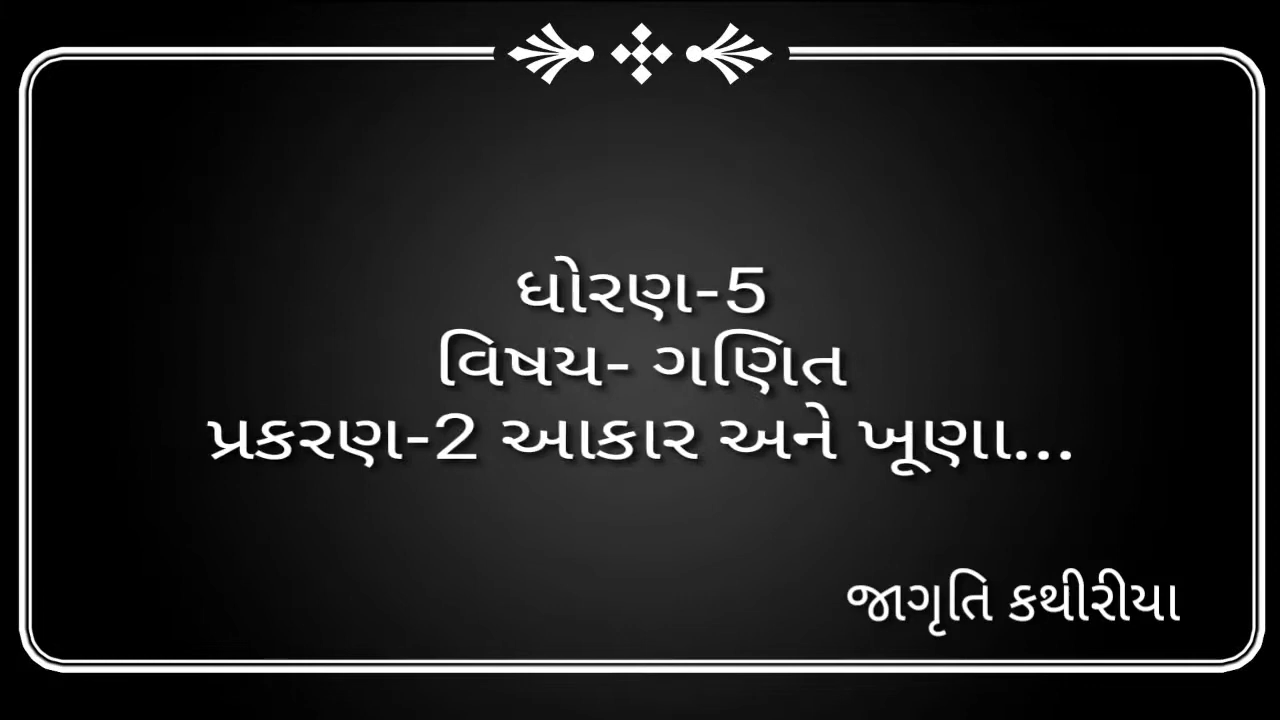 ધોરણ-5
વિષય- ગણિત
પ્રકરણ-2 આકાર અને ખૂણા...
જાગૃતિ કથીરીયા